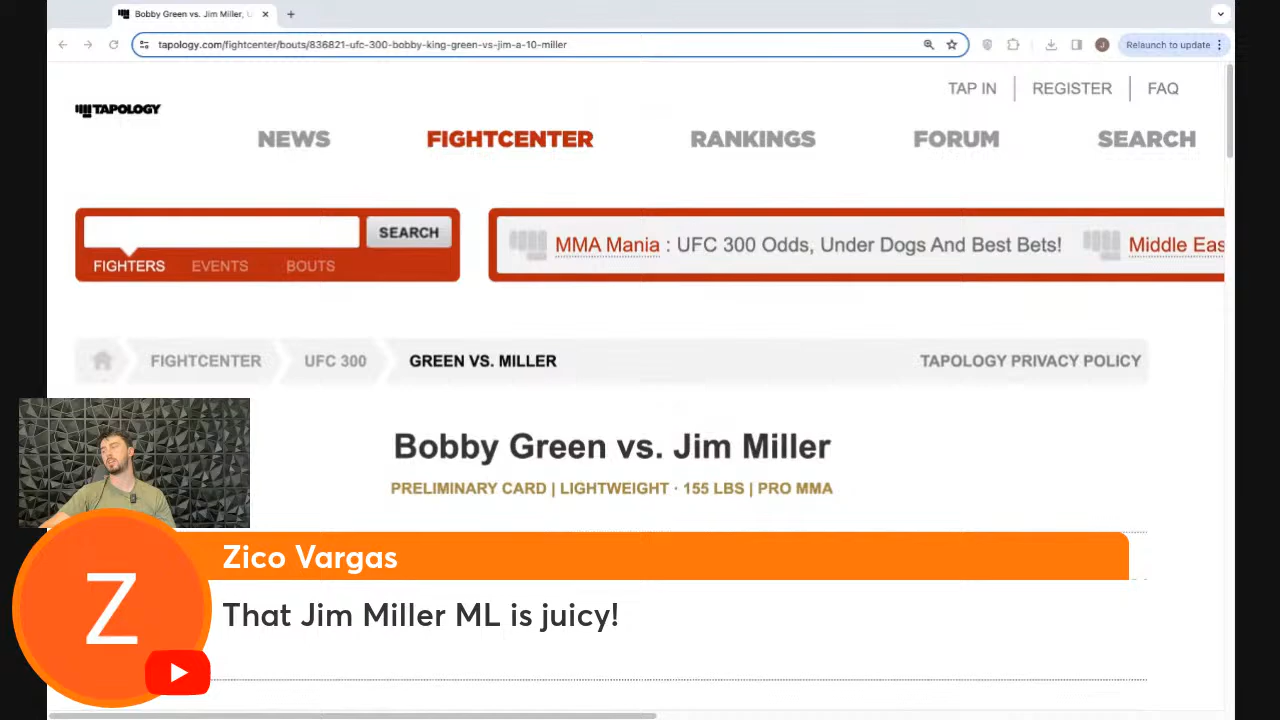 Bobby Green vs. Jim Miller, U
tapology.com/fightcenter/bouts/836821-ufc-300-bobby-king-green-vs-jim-a-10-miller
J
Relaunch to update
TAP IN
REGISTER
FAQ
TAPOLOGY
NEWS
FIGHTCENTER
RANKINGS
FORUM
SEARCH
SEARCH
FIGHTERS
EVENTS
BOUTS
MMA Mania : UFC 300 Odds, Under Dogs And Best Bets!
Middle Eas
FIGHTCENTER
UFC 300
GREEN VS. MILLER
TAPOLOGY PRIVACY POLICY
Bobby Green vs. Jim Miller
PRELIMINARY CARD | LIGHTWEIGHT · 155 LBS | PRO MMA
Z
Zico Vargas
That Jim Miller ML is juicy!